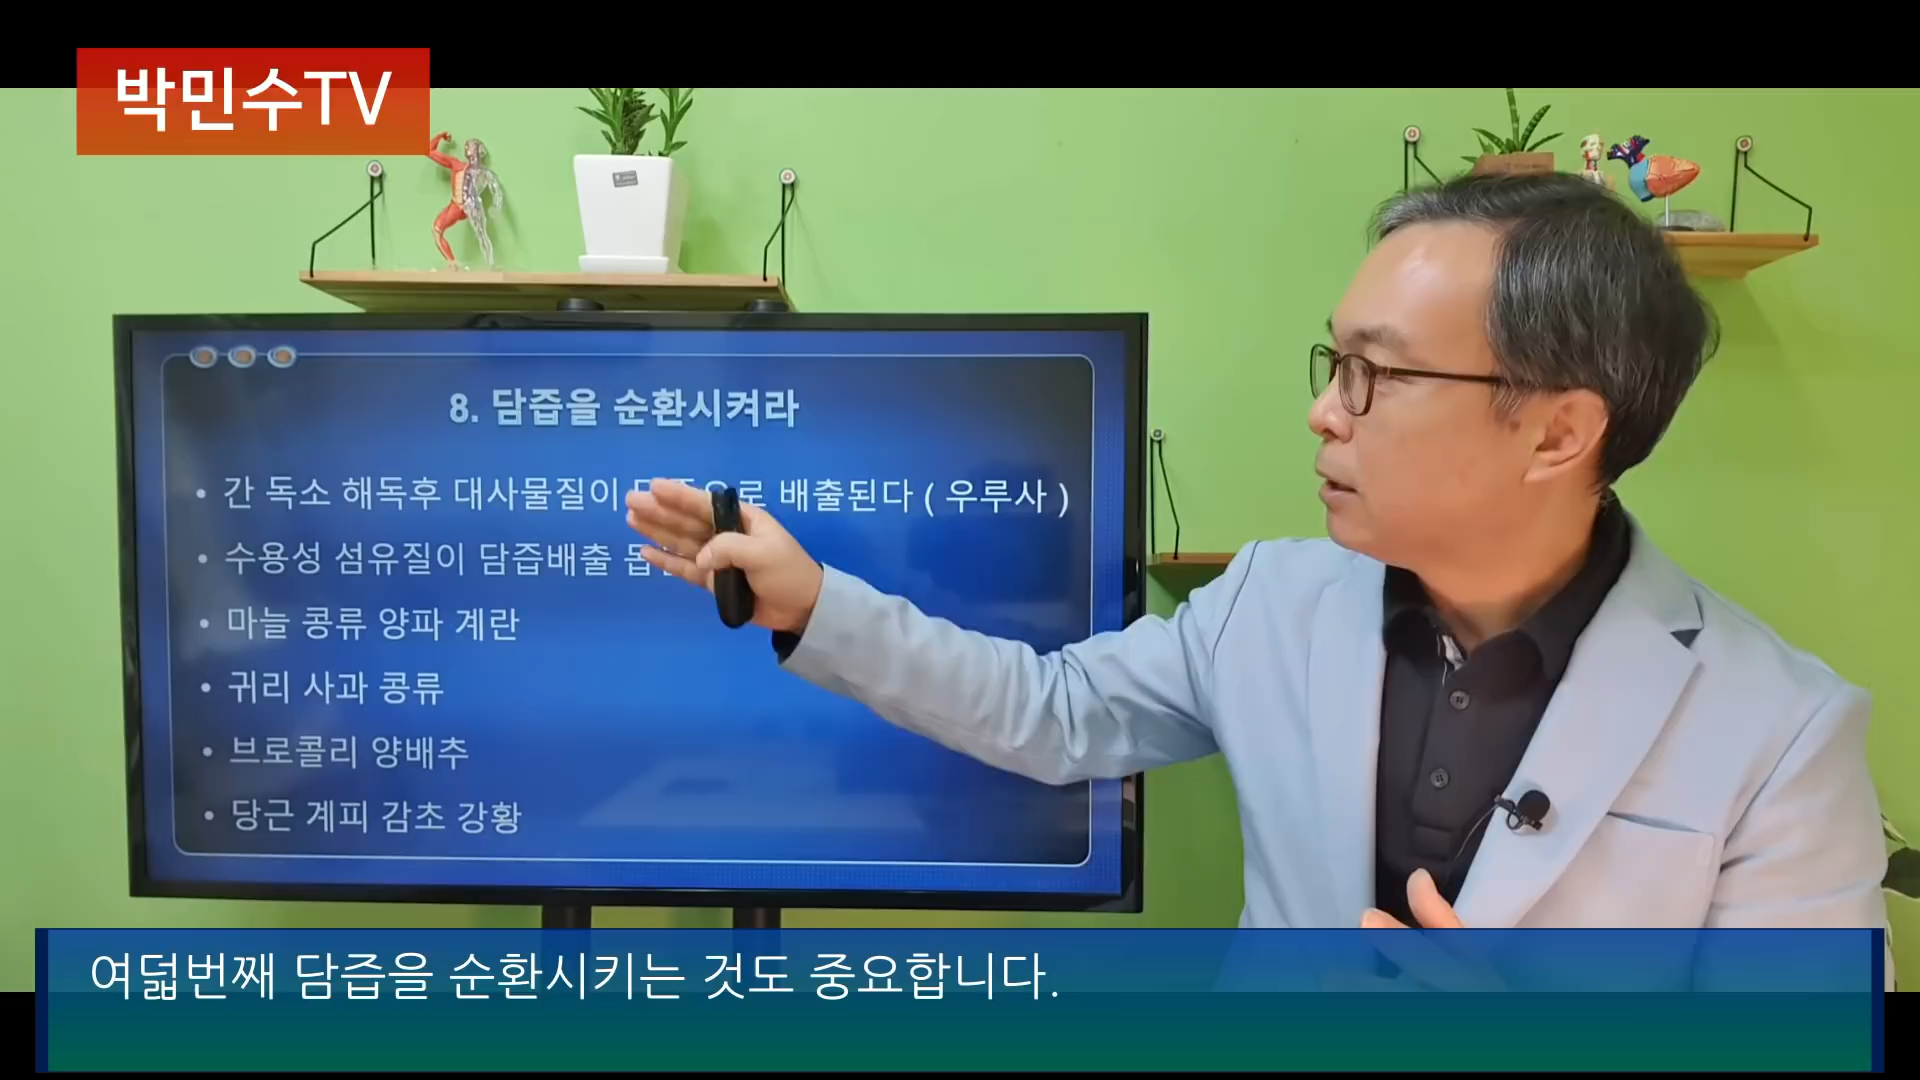 박민수TV
8. 담즙을 순환시켜라
• 간 독소 해독후 대사물질이 로 배출된다 ( 우루사 )
• 수용성 섬유질이 담즙배출
• 마늘 콩류 양파 계란
• 귀리 사과 콩류
• 브로콜리 양배추
• 당근 계피 감초 강황
여덟번째 담즙을 순환시키는 것도 중요합니다.